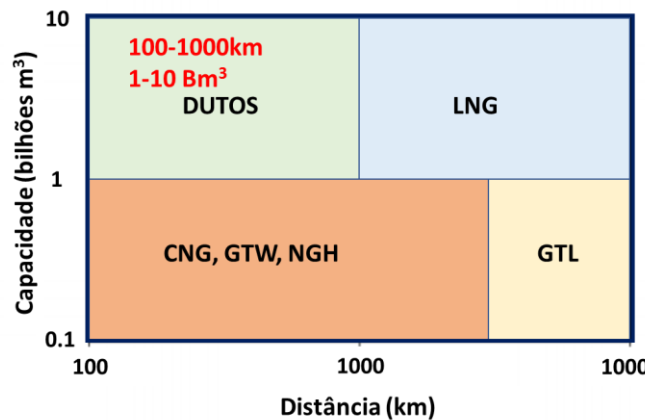 Capacidade (bilhões m³)
10
1
0.1
100-1000km
1-10 Bm³
DUTOS
LNG
CNG, GTW, NGH
GTL
100
1000
1000
Distância (km)